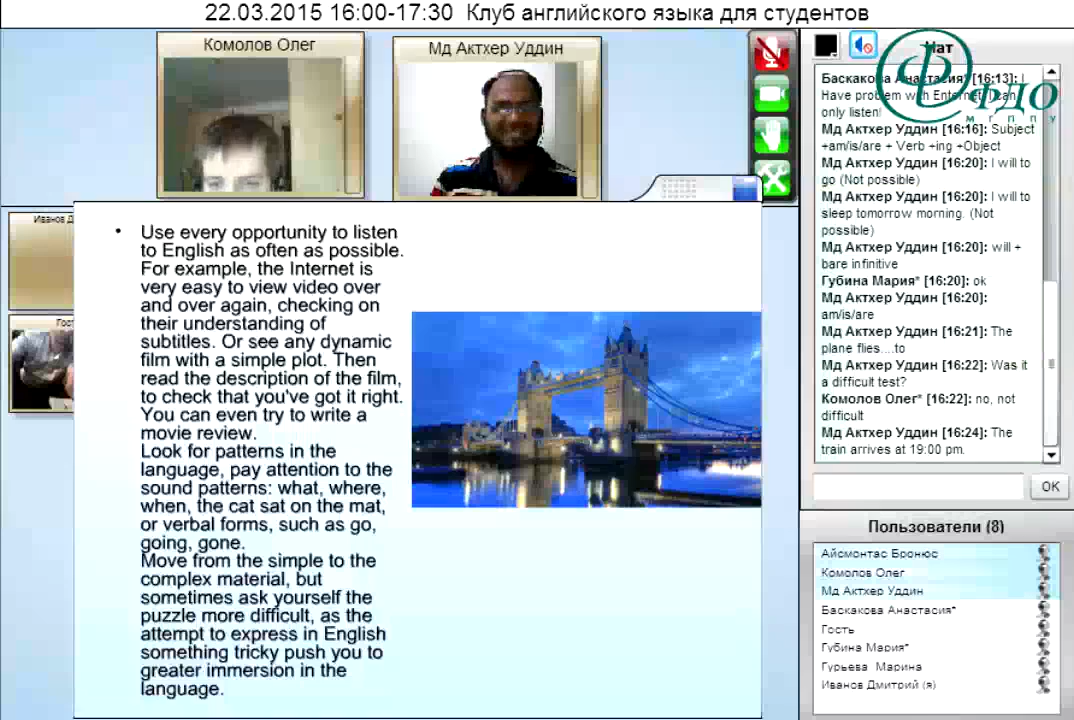 22.03.2015 16:00-17:30 Клуб английского языка для студентов
Комолов Олег
Мд Актхер Уддин
Иванов Д
Гост
• Use every opportunity to listen
to English as often as possible.
For example, the Internet is
very easy to view video over
and over again, checking on
their understanding of
subtitles. Or see any dynamic
film with a simple plot. Then
read the description of the film,
to check that you've got it right.
You can even try to write a
movie review.
Look for patterns in the
language, pay attention to the
sound patterns: what, where,
when, the cat sat on the mat,
or verbal forms, such as go,
going, gone.
Move from the simple to the
complex material, but
sometimes ask yourself the
puzzle more difficult, as the
attempt to express in English
something tricky push you to
greater immersion in the
language.
Чат
ФДО
МГППУ
Баскакова Анастасия* [16:13]: I
Have problem with Enternet, I can
only listen!
Мд Актхер Уддин [16:16]: Subject
+am/is/are + Verb +ing +Object
Мд Актхер Уддин [16:20]: I will to
go (Not possible)
Мд Актхер Уддин [16:20]: I will to
sleep tomorrow morning. (Not
possible)
Мд Актхер Уддин [16:20]: will +
bare infinitive
Губина Мария* [16:20]: ok
Мд Актхер Уддин [16:20]:
am/is/are
Мд Актхер Уддин [16:21]: The
plane flies....to
Мд Актхер Уддин [16:22]: Was it
a difficult test?
Комолов Олег* [16:22]: no, not
difficult
Мд Актхер Уддин [16:24]: The
train arrives at 19:00 pm.
OK
Пользователи (8)
Айсмонтас Бронюс
Комолов Олег
Мд Актхер Уддин
Баскакова Анастасия*
Гость
Губина Мария*
Гурьева Марина
Иванов Дмитрий (я)